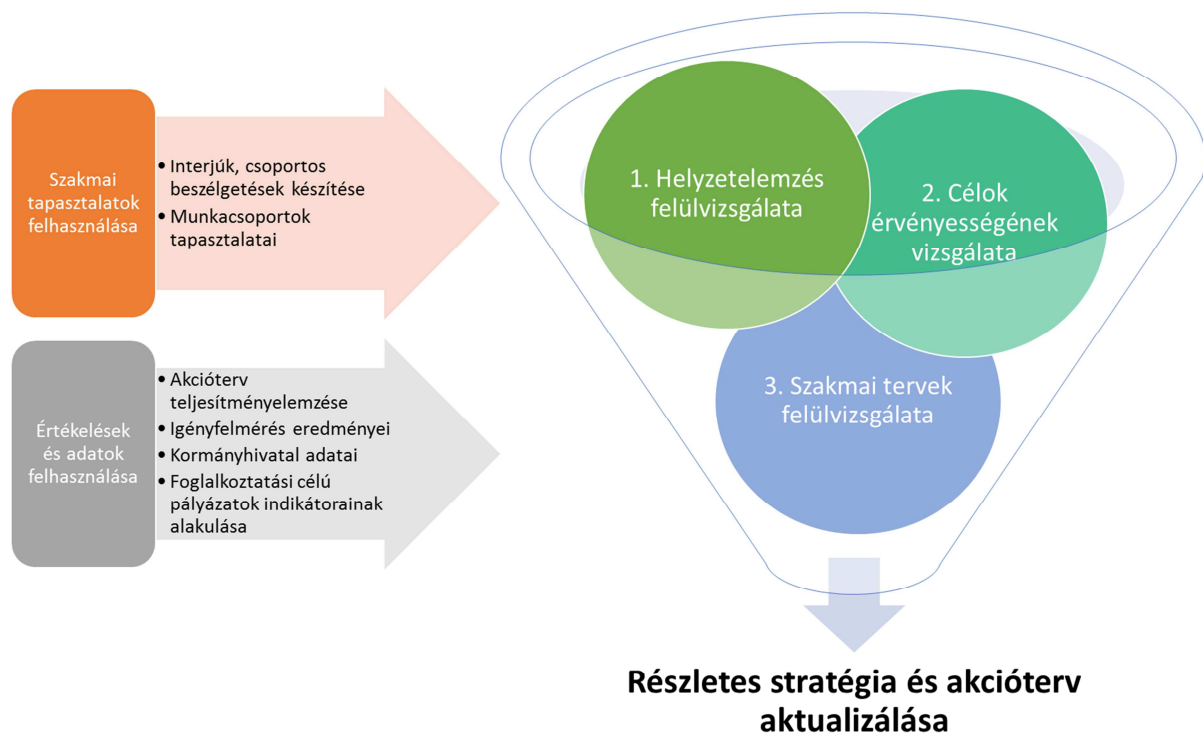 Szakmai
tapasztalatok
felhasználása
• Interjúk, csoportos
beszélgetések készítése
• Munkacsoportok
tapasztalatai
Értékelések
és adatok
felhasználása
• Akcióterv
teljesítményelemzése
• Igényfelmérés eredményei
• Kormányhivatal adatai
• Foglalkoztatási célú
pályázatok indikátorainak
alakulása
1. Helyzetelemzés
felülvizsgálata
2. Célok
érvényességének
vizsgálata
3. Szakmai tervek
felülvizsgálata
Részletes stratégia és akcióterv
aktualizálása